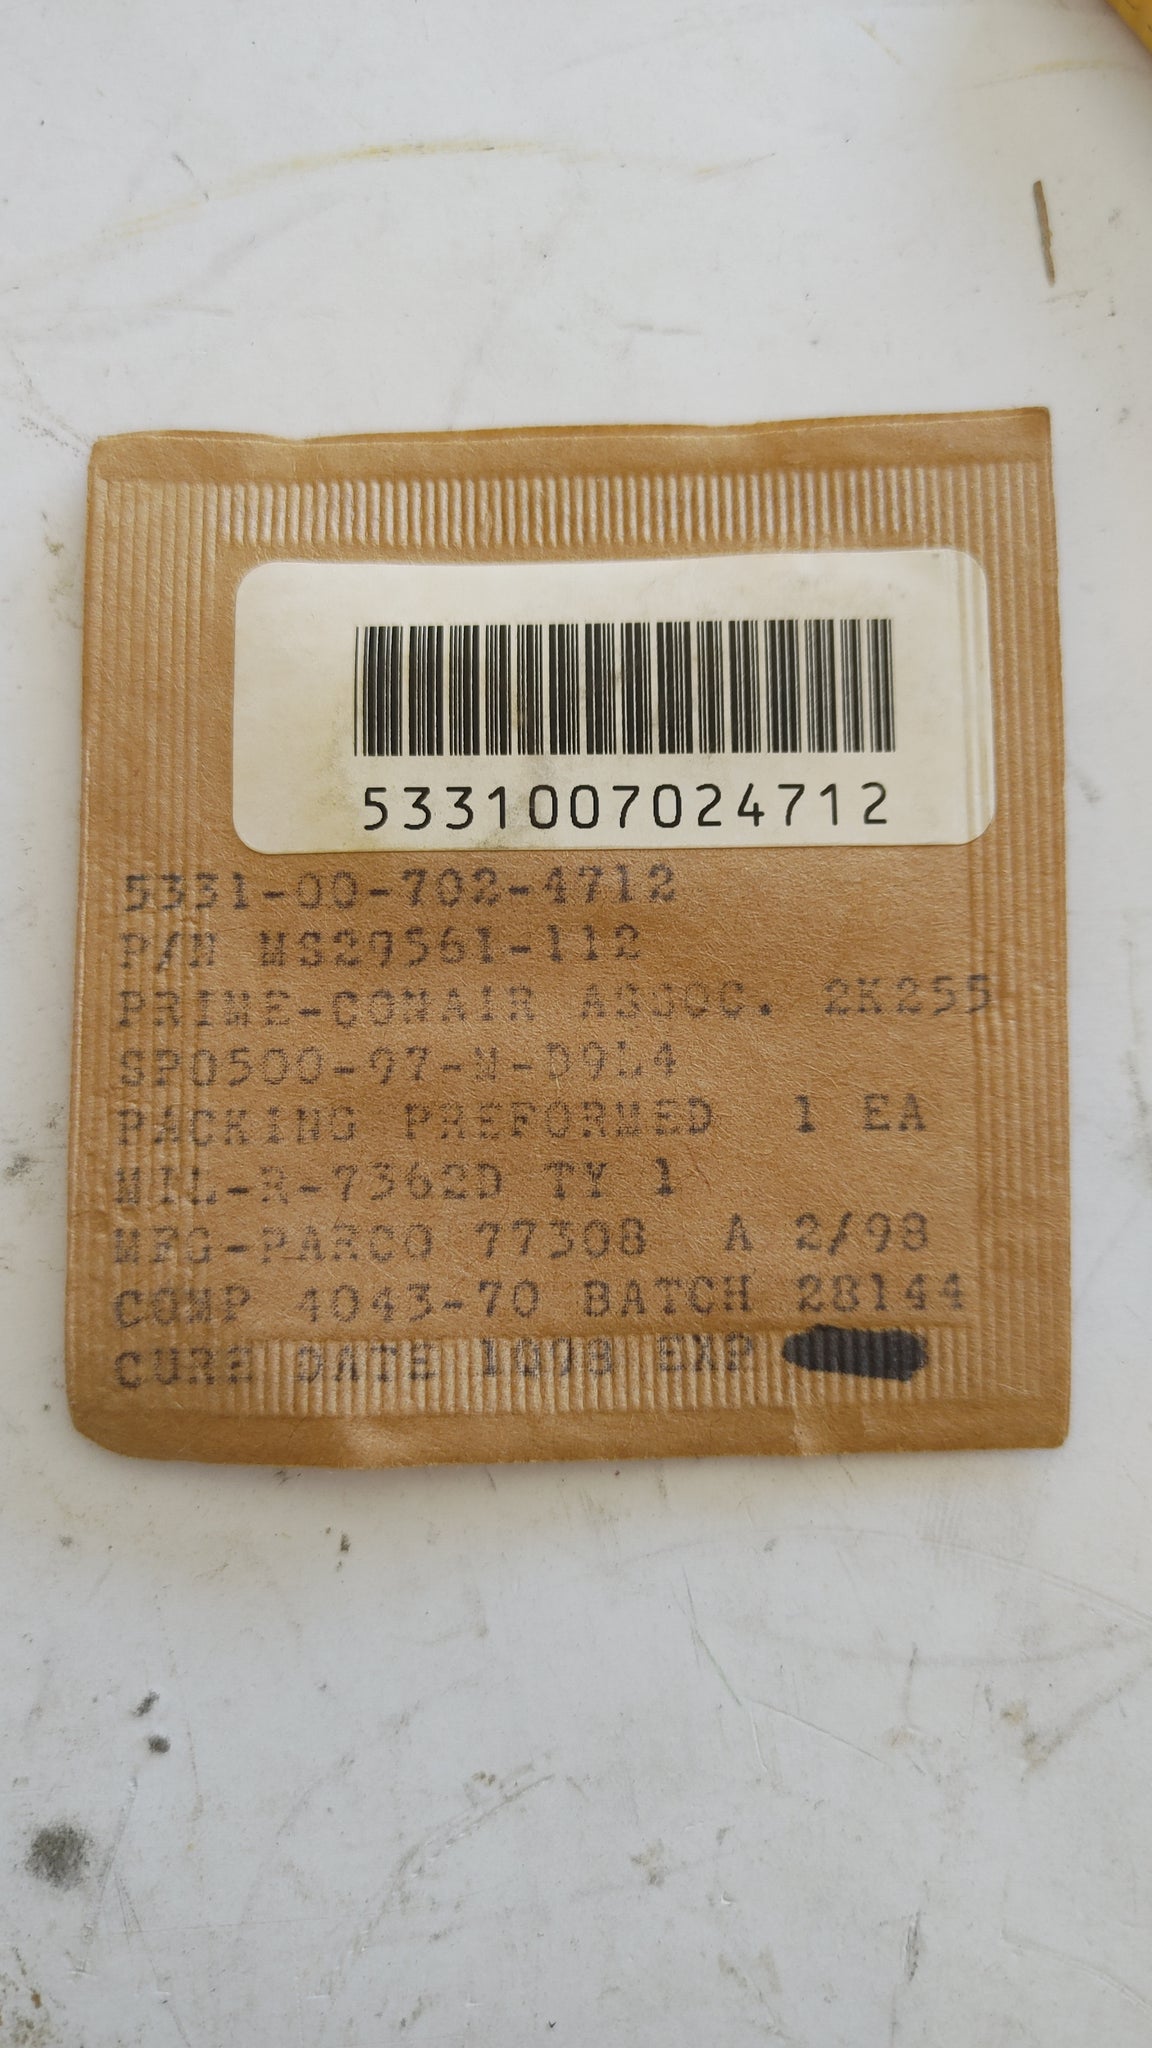 5331007024712
5331-00-702-4712
P/N MS29561-112
PRIME-CONAIR ASSOC. 2K255
SP0500-97-M-D9L4
PACKING PREFORMED 1 EA
MIL-R-7362D TY 1
MFG-PARCO 77308 A 2/98
COMP 4043-70 BATCH 28144
CURE DATE 1Q98 EXP